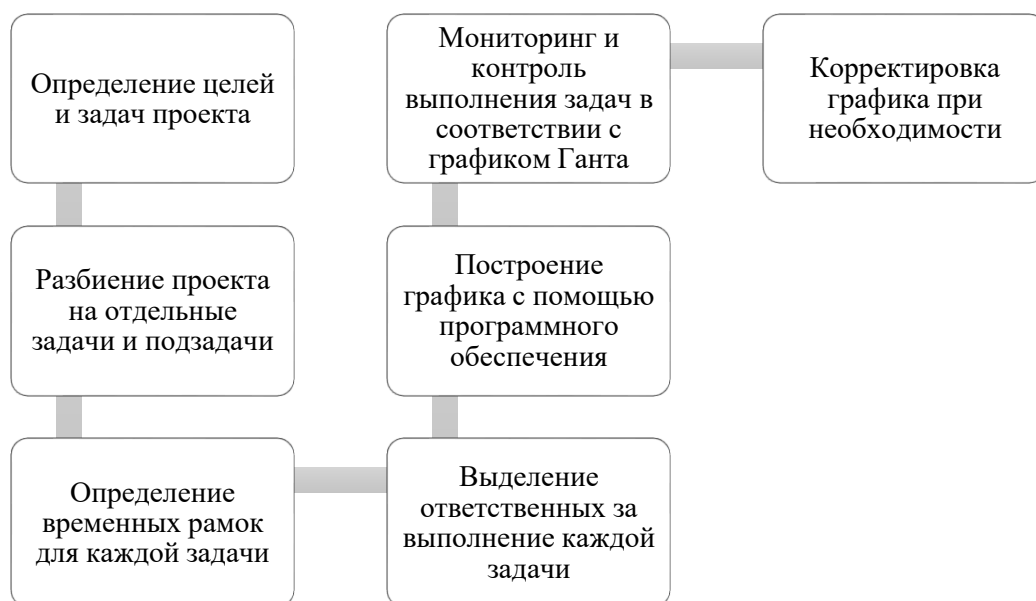 Определение целей
и задач проекта
Разбиение проекта
на отдельные
задачи и подзадачи
Определение
временных рамок
для каждой задачи
Выделение
ответственных за
выполнение каждой
задачи
Построение
графика с помощью
программного
обеспечения
Мониторинг и
контроль
выполнения задач в
соответствии с
графиком Ганта
Корректировка
графика при
необходимости